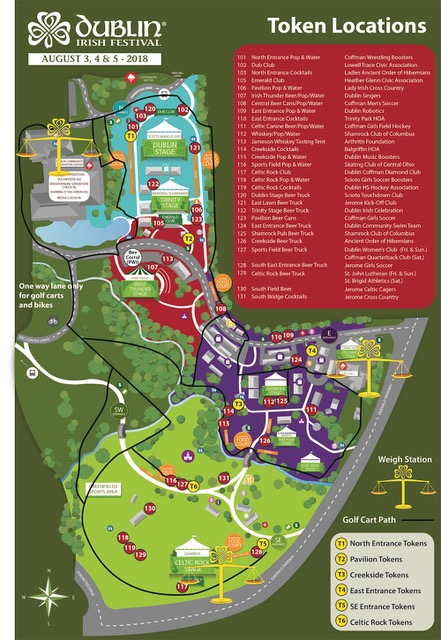 DUBLIN
IRISH FESTIVAL
AUGUST 3, 4 & 5 - 2018
Token Locations
101 North Entrance Pop & Water Coffman Wrestling Boosters
102 Dub Club Lowell Trace Civic Association
103 North Entrance Cocktails Ladies Ancient Order of Hibernians
105 Emerald Club Heather Glenn Civic Association
106 Pavilion Pop & Water Lady Irish Cross Country
107 Irish Thunder Beer/Pop/Water Dublin Singers
108 Central Beer Cans/Pop/Water Coffman Men's Soccer
109 East Entrance Pop & Water Dublin Robotics
110 East Entrance Cocktails Trinity Park HOA
111 Celtic Canine Beer/Pop/Water Coffman Girls Field Hockey
112 Whiskey/Pop/Water Shamrock Club of Columbus
113 Jameson Whiskey Tasting Tent Arthritis Foundation
114 Creekside Cocktails Balgriffin HOA
115 Creekside Pop & Water Dublin Music Boosters
116 Sports Field Pop & Water Skating Club of Central Ohio
117 Celtic Rock Club Dublin Coffman Diamond Club
118 Celtic Rock Pop & Water Scioto Girls Soccer Boosters
119 Celtic Rock Cocktails Dublin HS Hockey Association
120 Dublin Stage Beer Truck Scioto Touchdown Club
121 East Lawn Beer Truck Jerome Kick-Off Club
122 Trinity Stage Beer Truck Dublin Irish Celebration
123 Pavilion Beer Cans Coffman Girls Soccer
124 East Entrance Beer Truck Dublin Community Swim Team
125 Shamrock Pub Beer Truck Shamrock Club of Columbus
126 Creekside Beer Truck Ancient Order of Hibernians
127 Sports Field Beer Truck Dublin Women's Club (Fri. & Sun.)
Coffman Quarterback Club (Sat.)
128 South East Entrance Beer Truck Jerome Girls Soccer
129 Celtic Rock Beer Truck St. John Lutheran (Fri. & Sun.)
St. Brigid Athletics (Sat.)
130 South Field Beer Jerome Celtic Cagers
131 South Bridge Cocktails Jerome Cross Country
120
103
101
T1
DUB CLUB
102
DUBLIN
STAGE
122
TRINITY
STAGE
105
EMERALD CLUB
106
123
T2
Bev
Corral
(PWI)
113
107
IRISH
THUNDER
STAGE
108
One way lane only
for golf carts
and bikes
110
109
E
ENTRANCE
T4
124
112
125
T3
114
115
111
126
SW
ENTRANCE
116
127
T6
131
GREENFIELDS
SPORTS AREA
130
118
119
129
T5
128
SE
CELTIC ROCK
STAGE
117
Weigh Station
Golf Cart Path
T1 North Entrance Tokens
T2 Pavilion Tokens
T3 Creekside Tokens
T4 East Entrance Tokens
T5 SE Entrance Tokens
T6 Celtic Rock Tokens
N
W
E
S